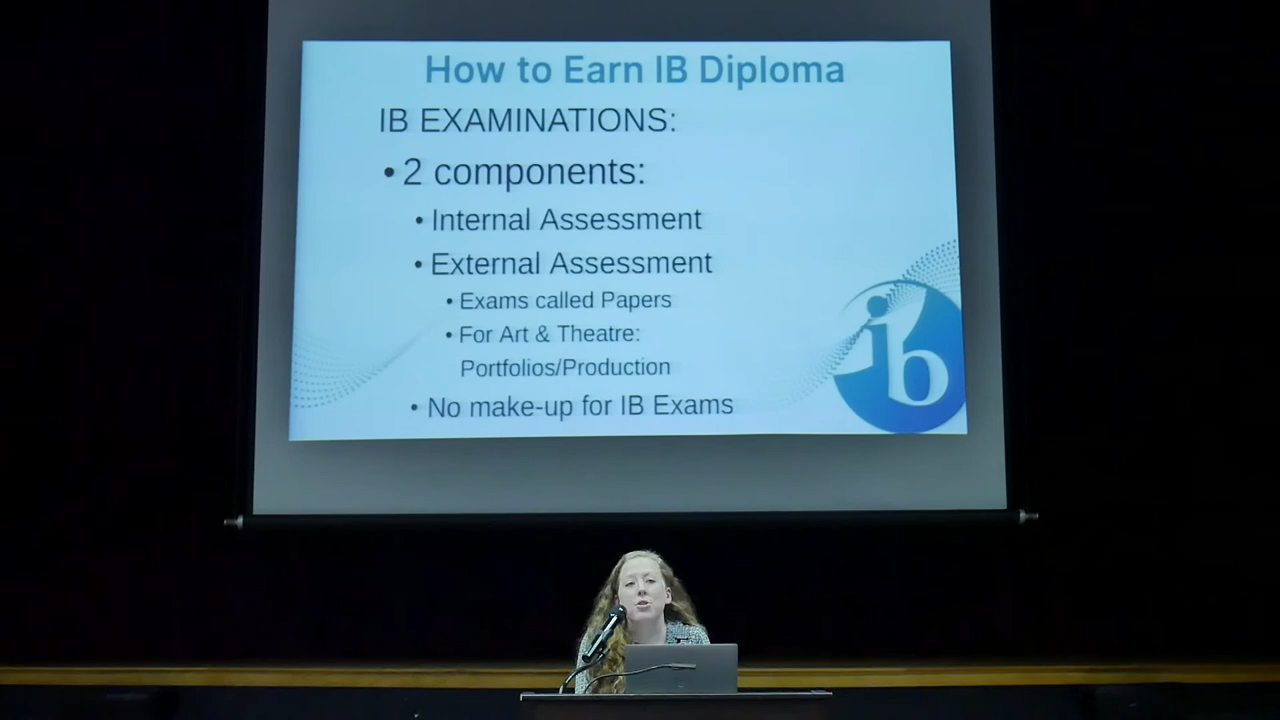 How to Earn IB Diploma
IB EXAMINATIONS:
• 2 components:
• Internal Assessment
• External Assessment
• Exams called Papers
• For Art & Theatre:
Portfolios/Production
• No make-up for IB Exams
ib